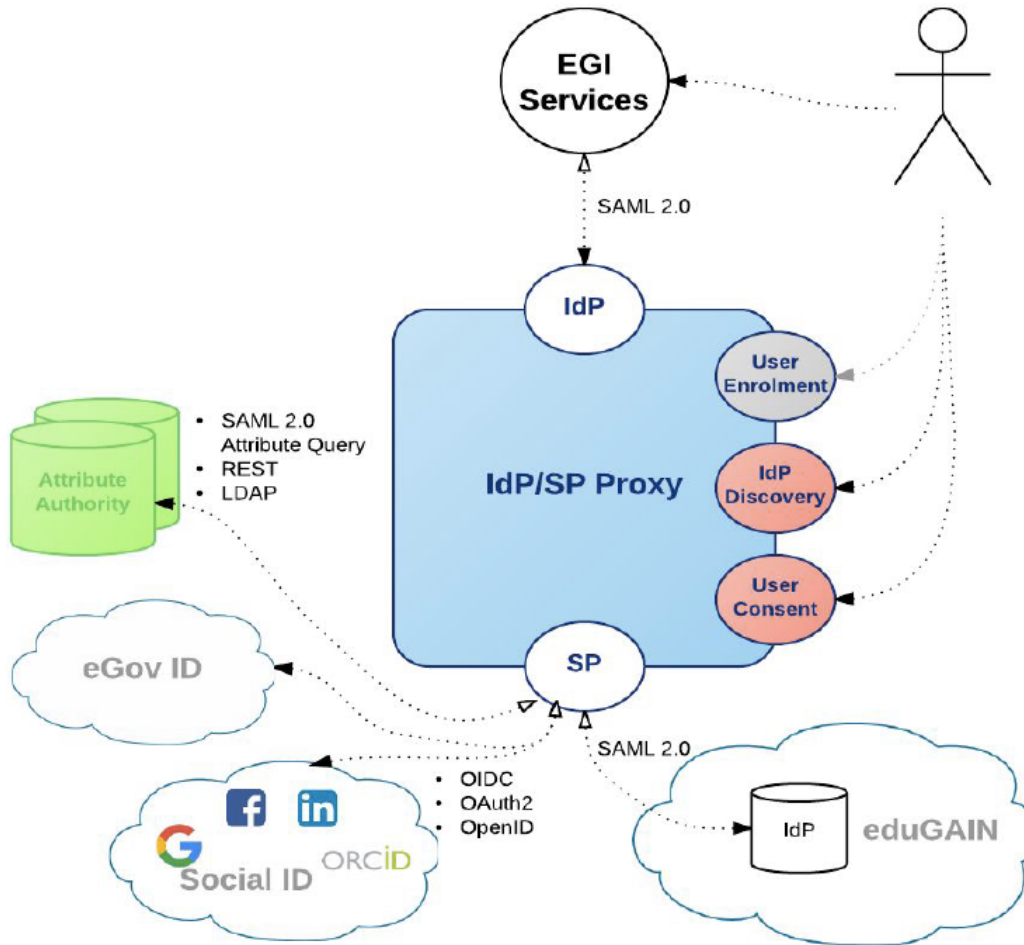 EGI
Services
SAML 2.0
IdP
User
Enrolment
• SAML 2.0
Attribute Query
• REST
• LDAP
Attribute
Authority
IdP/SP Proxy
IdP
Discovery
User
Consent
eGov ID
SP
SAML 2.0
• OIDC
• OAuth2
• OpenID
f
in
G
ORCiD
Social ID
IdP
eduGAIN